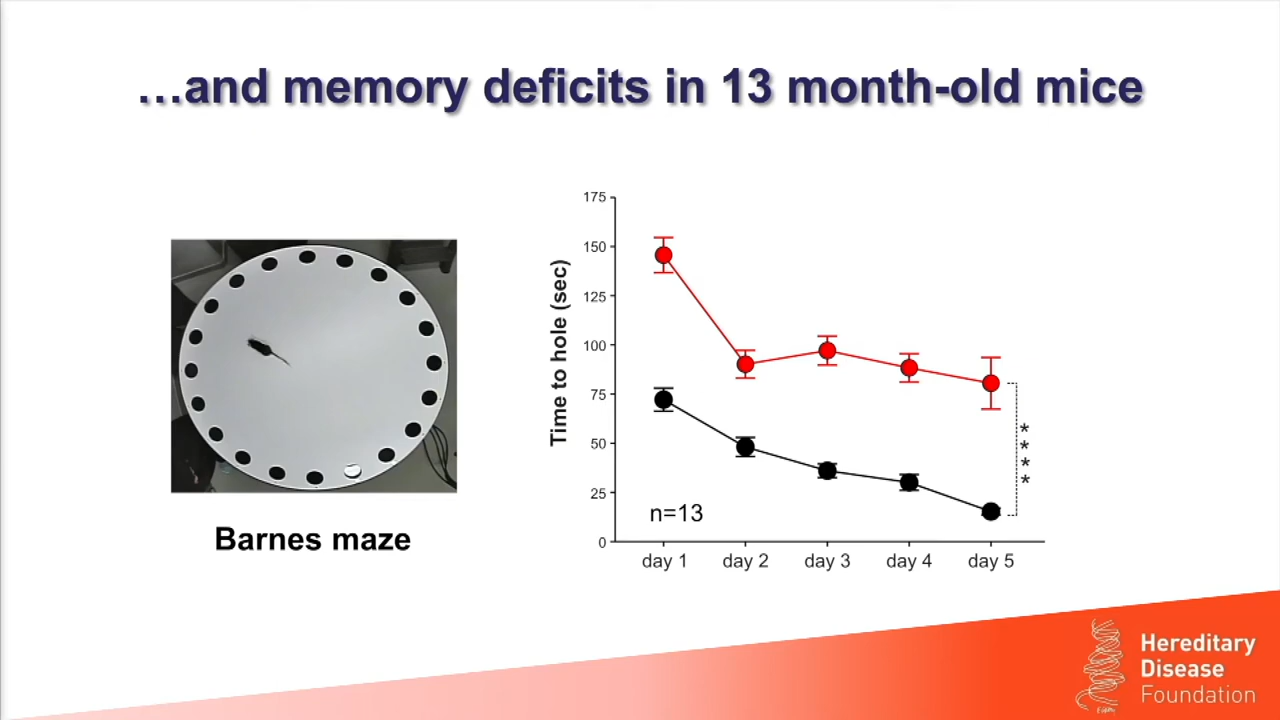 …and memory deficits in 13 month-old mice
Barnes maze
Time to hole (sec)
175
150
125
100
75
50
25
0
n=13
day 1 day 2 day 3 day 4 day 5
****
Hereditary
Disease
Foundation